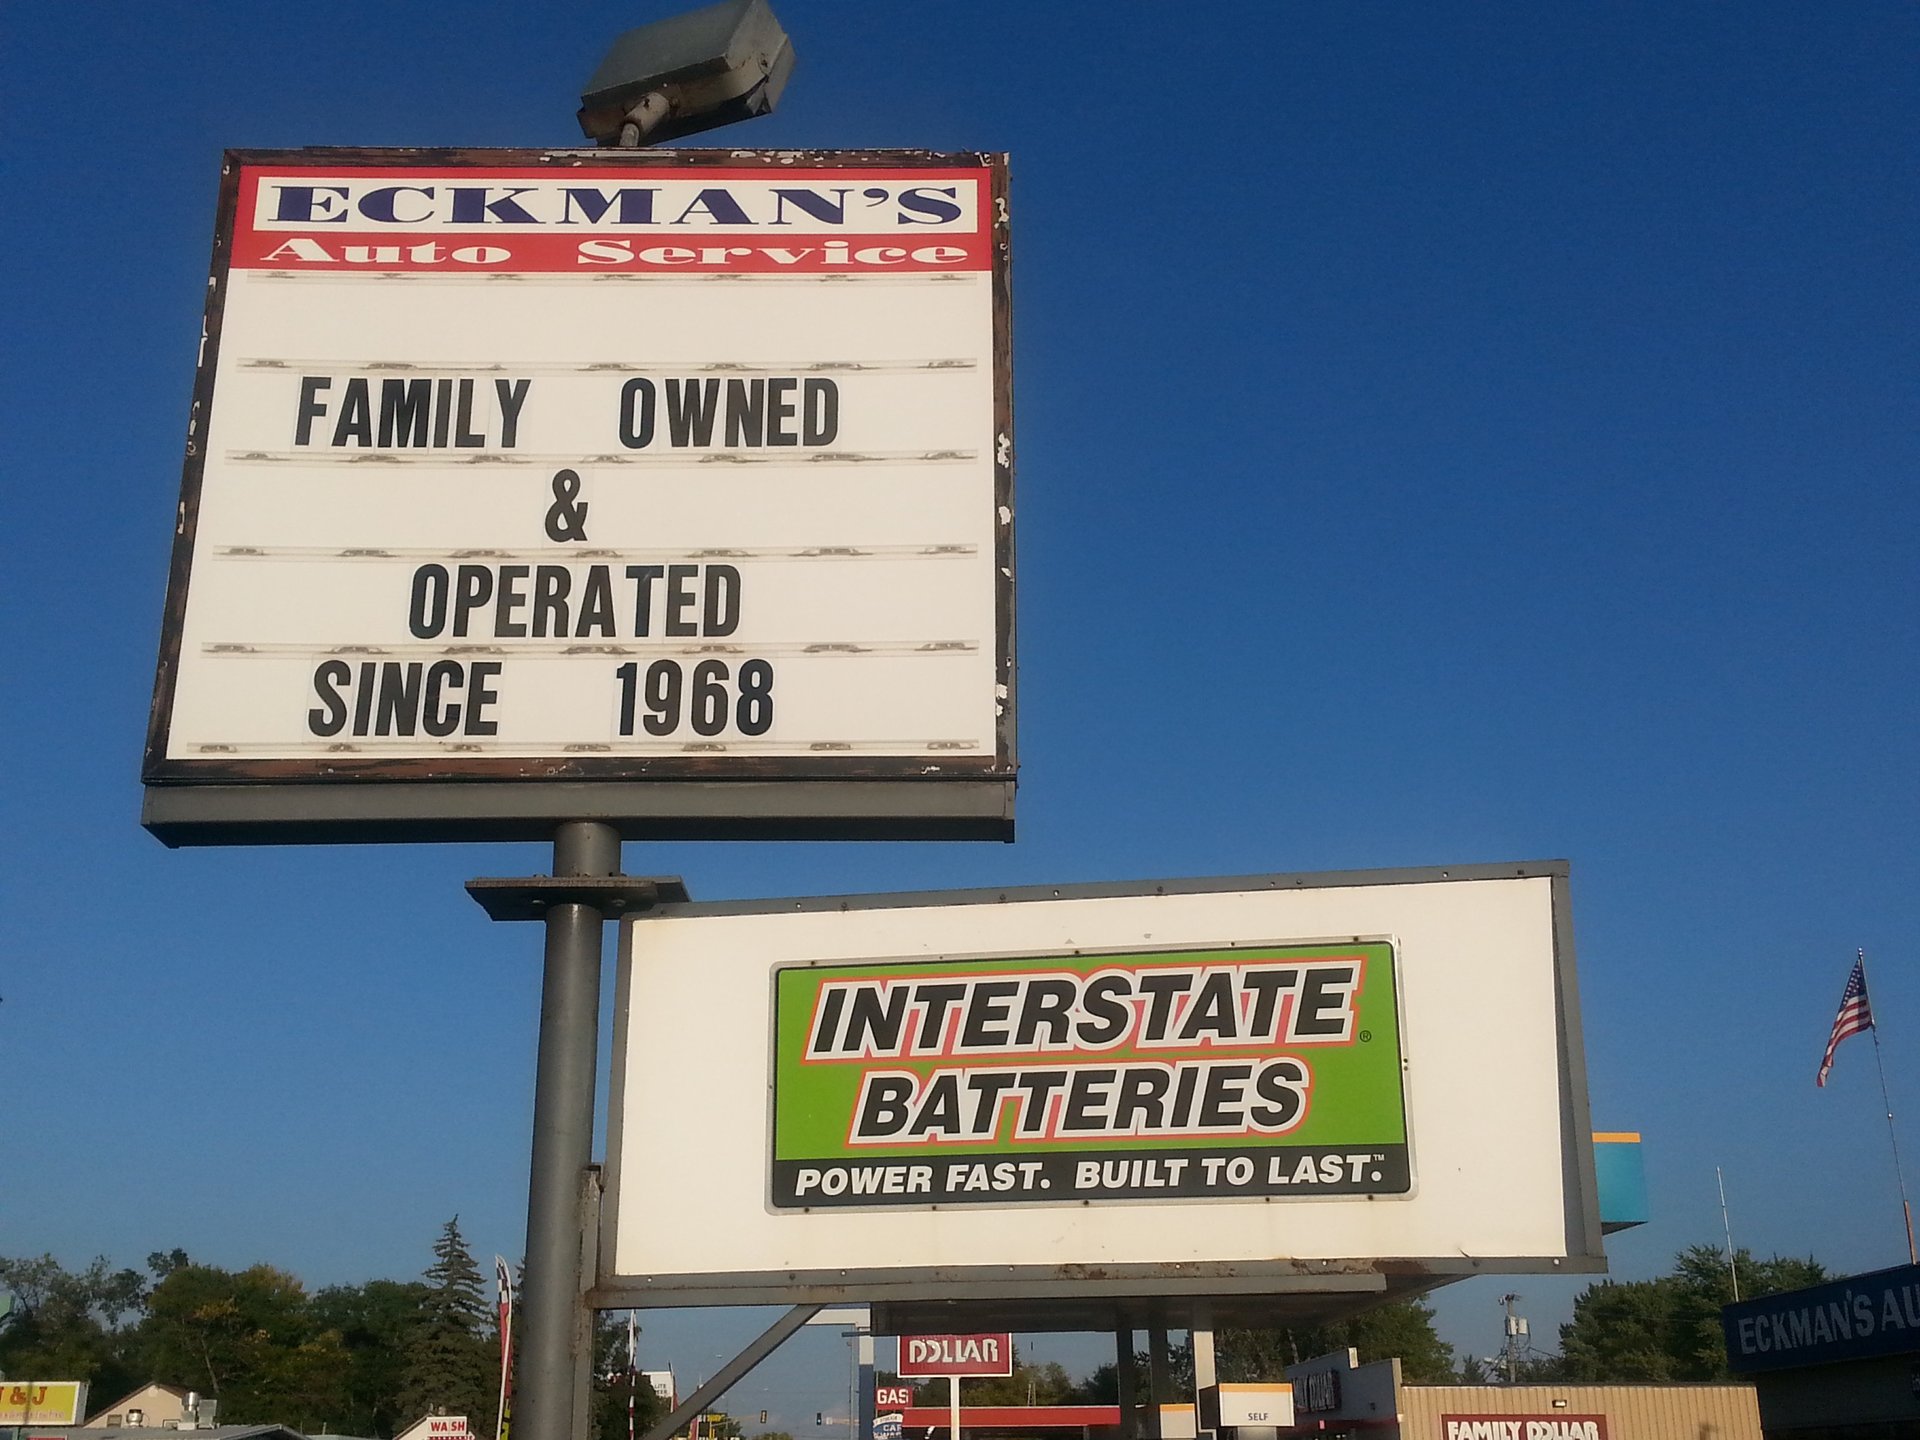 ECKMAN'S
Auto Service
FAMILY OWNED
&
OPERATED
SINCE 1968
INTERSTATE®
BATTERIES
POWER FAST. BUILT TO LAST.™
DOLLAR
GAS
WASH
SELF
FAMILY DOLLAR
ECKMAN'S AU
& J